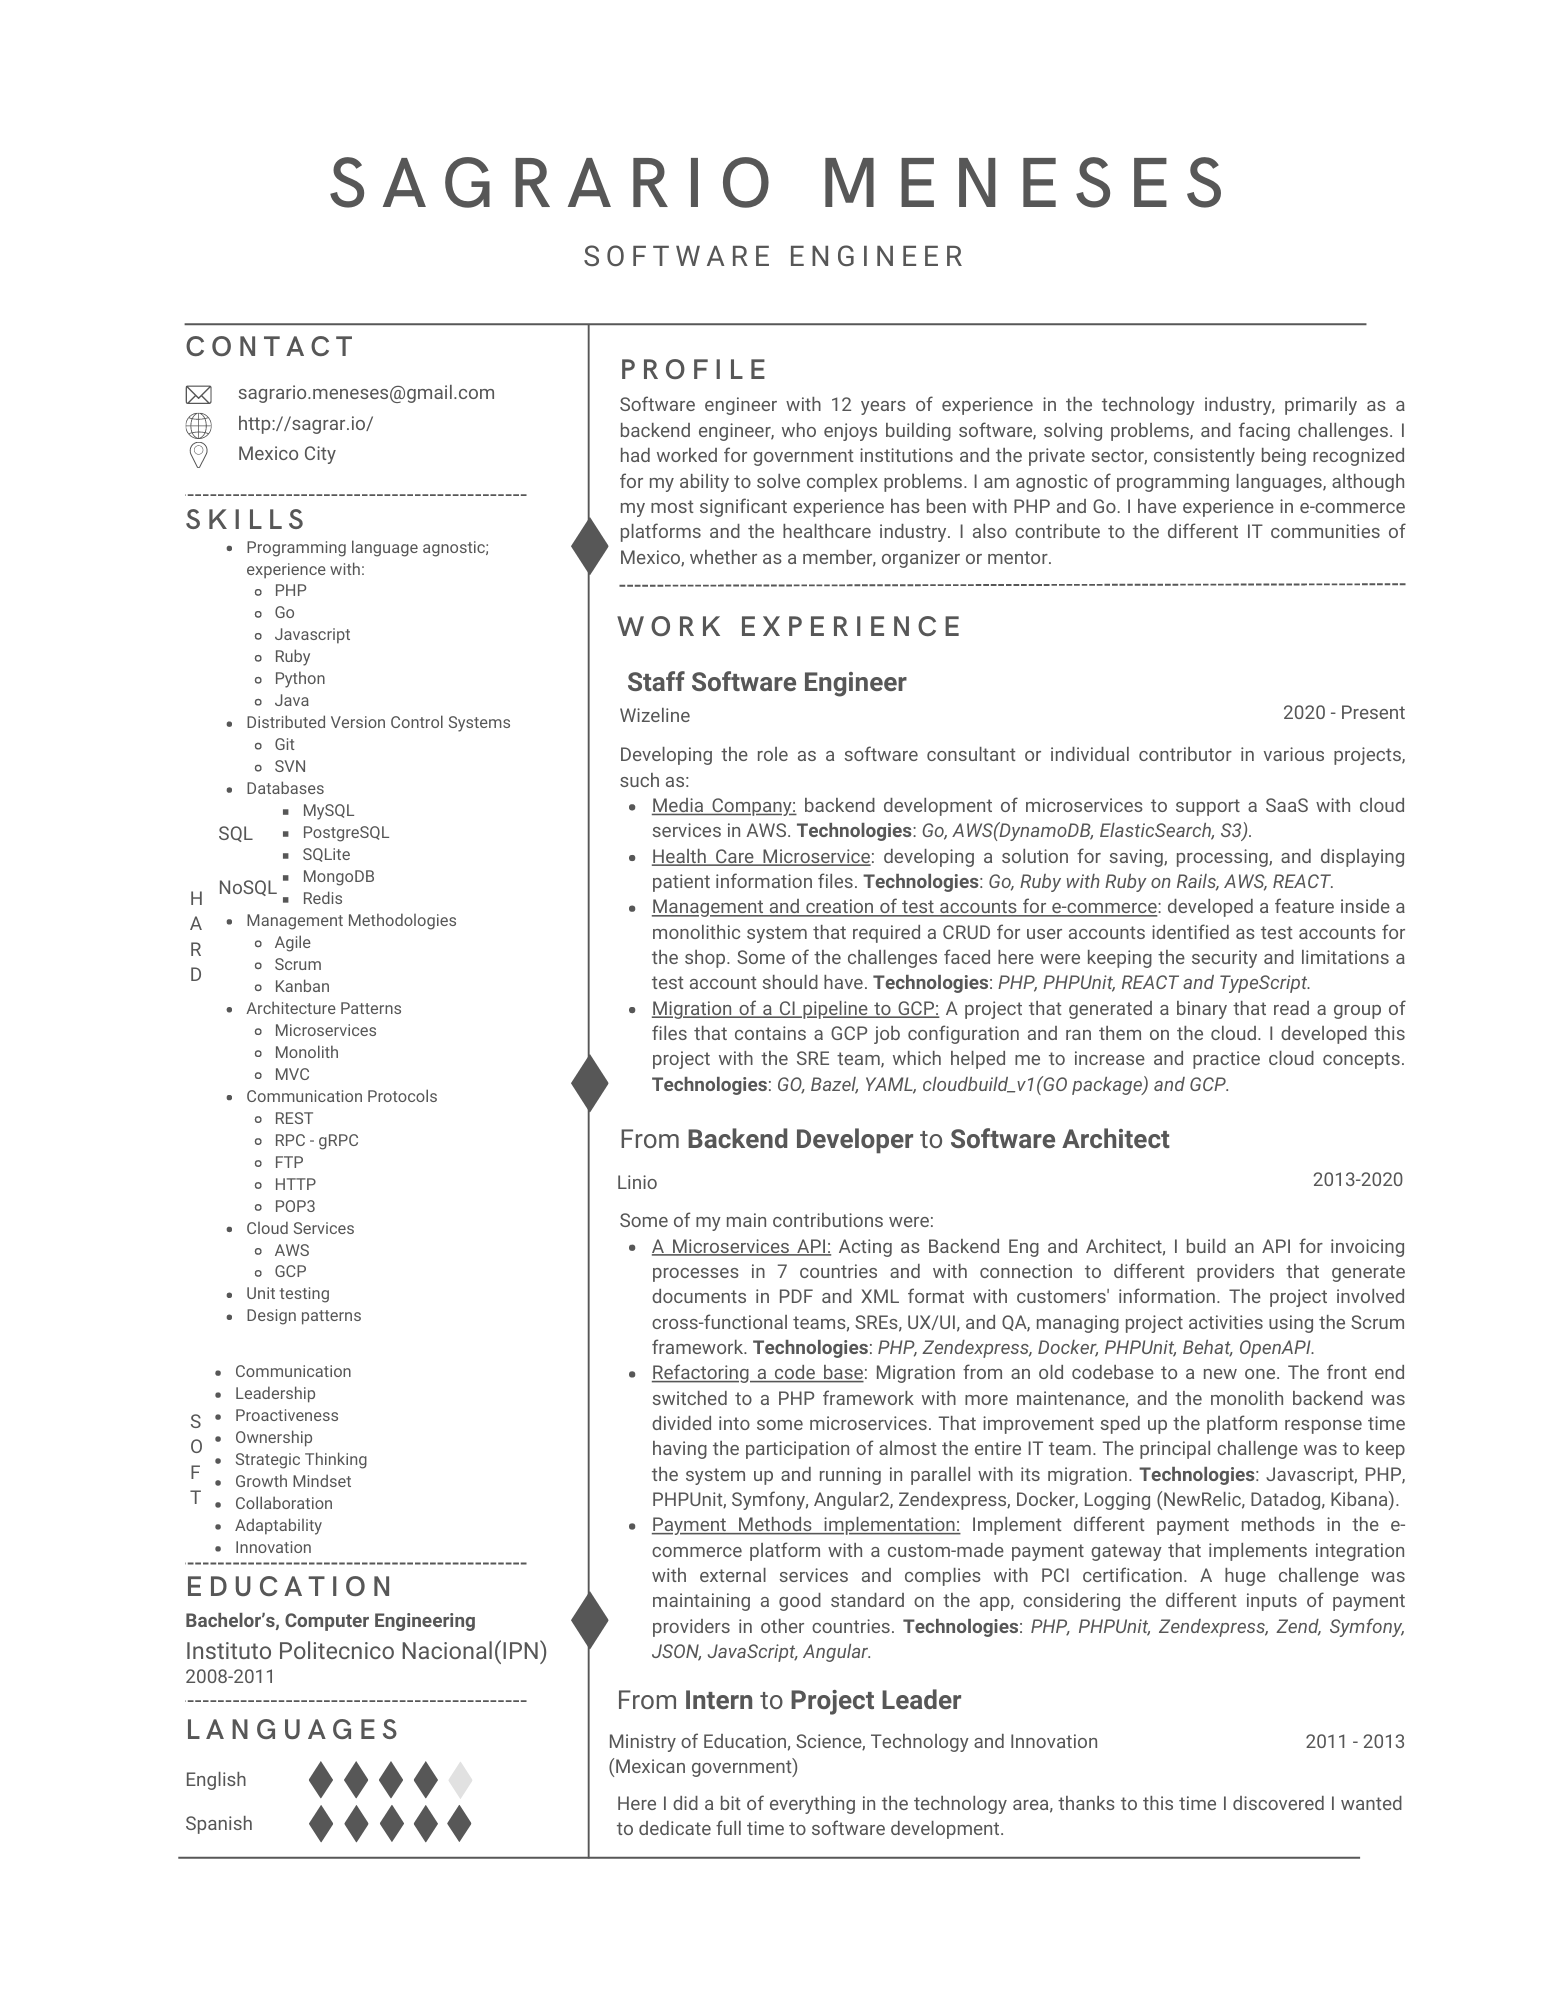 SAGRARIO MENESES
SOFTWARE ENGINEER
CONTACT
sagrario.meneses@gmail.com
http://sagrar.io/
Mexico City
SKILLS
HARD
Programming language agnostic;
experience with:
PHP
Go
Javascript
Ruby
Python
Java
Distributed Version Control Systems
Git
SVN
Databases
SQL
MySQL
PostgreSQL
SQLite
NoSQL
MongoDB
Redis
Management Methodologies
Agile
Scrum
Kanban
Architecture Patterns
Microservices
Monolith
MVC
Communication Protocols
REST
RPC - gRPC
FTP
HTTP
POP3
Cloud Services
AWS
GCP
Unit testing
Design patterns
SOFT
Communication
Leadership
Proactiveness
Ownership
Strategic Thinking
Growth Mindset
Collaboration
Adaptability
Innovation
EDUCATION
Bachelor's, Computer Engineering
Instituto Politecnico Nacional(IPN)
2008-2011
LANGUAGES
English
Spanish
PROFILE
Software engineer with 12 years of experience in the technology industry, primarily as a
backend engineer, who enjoys building software, solving problems, and facing challenges. I
had worked for government institutions and the private sector, consistently being recognized
for my ability to solve complex problems. I am agnostic of programming languages, although
my most significant experience has been with PHP and Go. I have experience in e-commerce
platforms and the healthcare industry. I also contribute to the different IT communities of
Mexico, whether as a member, organizer or mentor.
WORK EXPERIENCE
Staff Software Engineer
Wizeline 2020 - Present
Developing the role as a software consultant or individual contributor in various projects,
such as:
Media Company: backend development of microservices to support a SaaS with cloud
services in AWS. Technologies: Go, AWS(DynamoDB, ElasticSearch, S3).
Health Care Microservice: developing a solution for saving, processing, and displaying
patient information files. Technologies: Go, Ruby with Ruby on Rails, AWS, REACT.
Management and creation of test accounts for e-commerce: developed a feature inside a
monolithic system that required a CRUD for user accounts identified as test accounts for
the shop. Some of the challenges faced here were keeping the security and limitations a
test account should have. Technologies: PHP, PHPUnit, REACT and TypeScript.
Migration of a CI pipeline to GCP: A project that generated a binary that read a group of
files that contains a GCP job configuration and ran them on the cloud. I developed this
project with the SRE team, which helped me to increase and practice cloud concepts.
Technologies: GO, Bazel, YAML, cloudbuild_v1(GO package) and GCP.
From Backend Developer to Software Architect
Linio 2013-2020
Some of my main contributions were:
A Microservices API: Acting as Backend Eng and Architect, I build an API for invoicing
processes in 7 countries and with connection to different providers that generate
documents in PDF and XML format with customers' information. The project involved
cross-functional teams, SREs, UX/UI, and QA, managing project activities using the Scrum
framework. Technologies: PHP, Zendexpress, Docker, PHPUnit, Behat, OpenAPI.
Refactoring a code base: Migration from an old codebase to a new one. The front end
switched to a PHP framework with more maintenance, and the monolith backend was
divided into some microservices. That improvement sped up the platform response time
having the participation of almost the entire IT team. The principal challenge was to keep
the system up and running in parallel with its migration. Technologies: Javascript, PHP,
PHPUnit, Symfony, Angular2, Zendexpress, Docker, Logging (NewRelic, Datadog, Kibana).
Payment Methods implementation: Implement different payment methods in the e-
commerce platform with a custom-made payment gateway that implements integration
with external services and complies with PCI certification. A huge challenge was
maintaining a good standard on the app, considering the different inputs of payment
providers in other countries. Technologies: PHP, PHPUnit, Zendexpress, Zend, Symfony,
JSON, JavaScript, Angular.
From Intern to Project Leader
Ministry of Education, Science, Technology and Innovation 2011 - 2013
(Mexican government)
Here I did a bit of everything in the technology area, thanks to this time I discovered I wanted
to dedicate full time to software development.